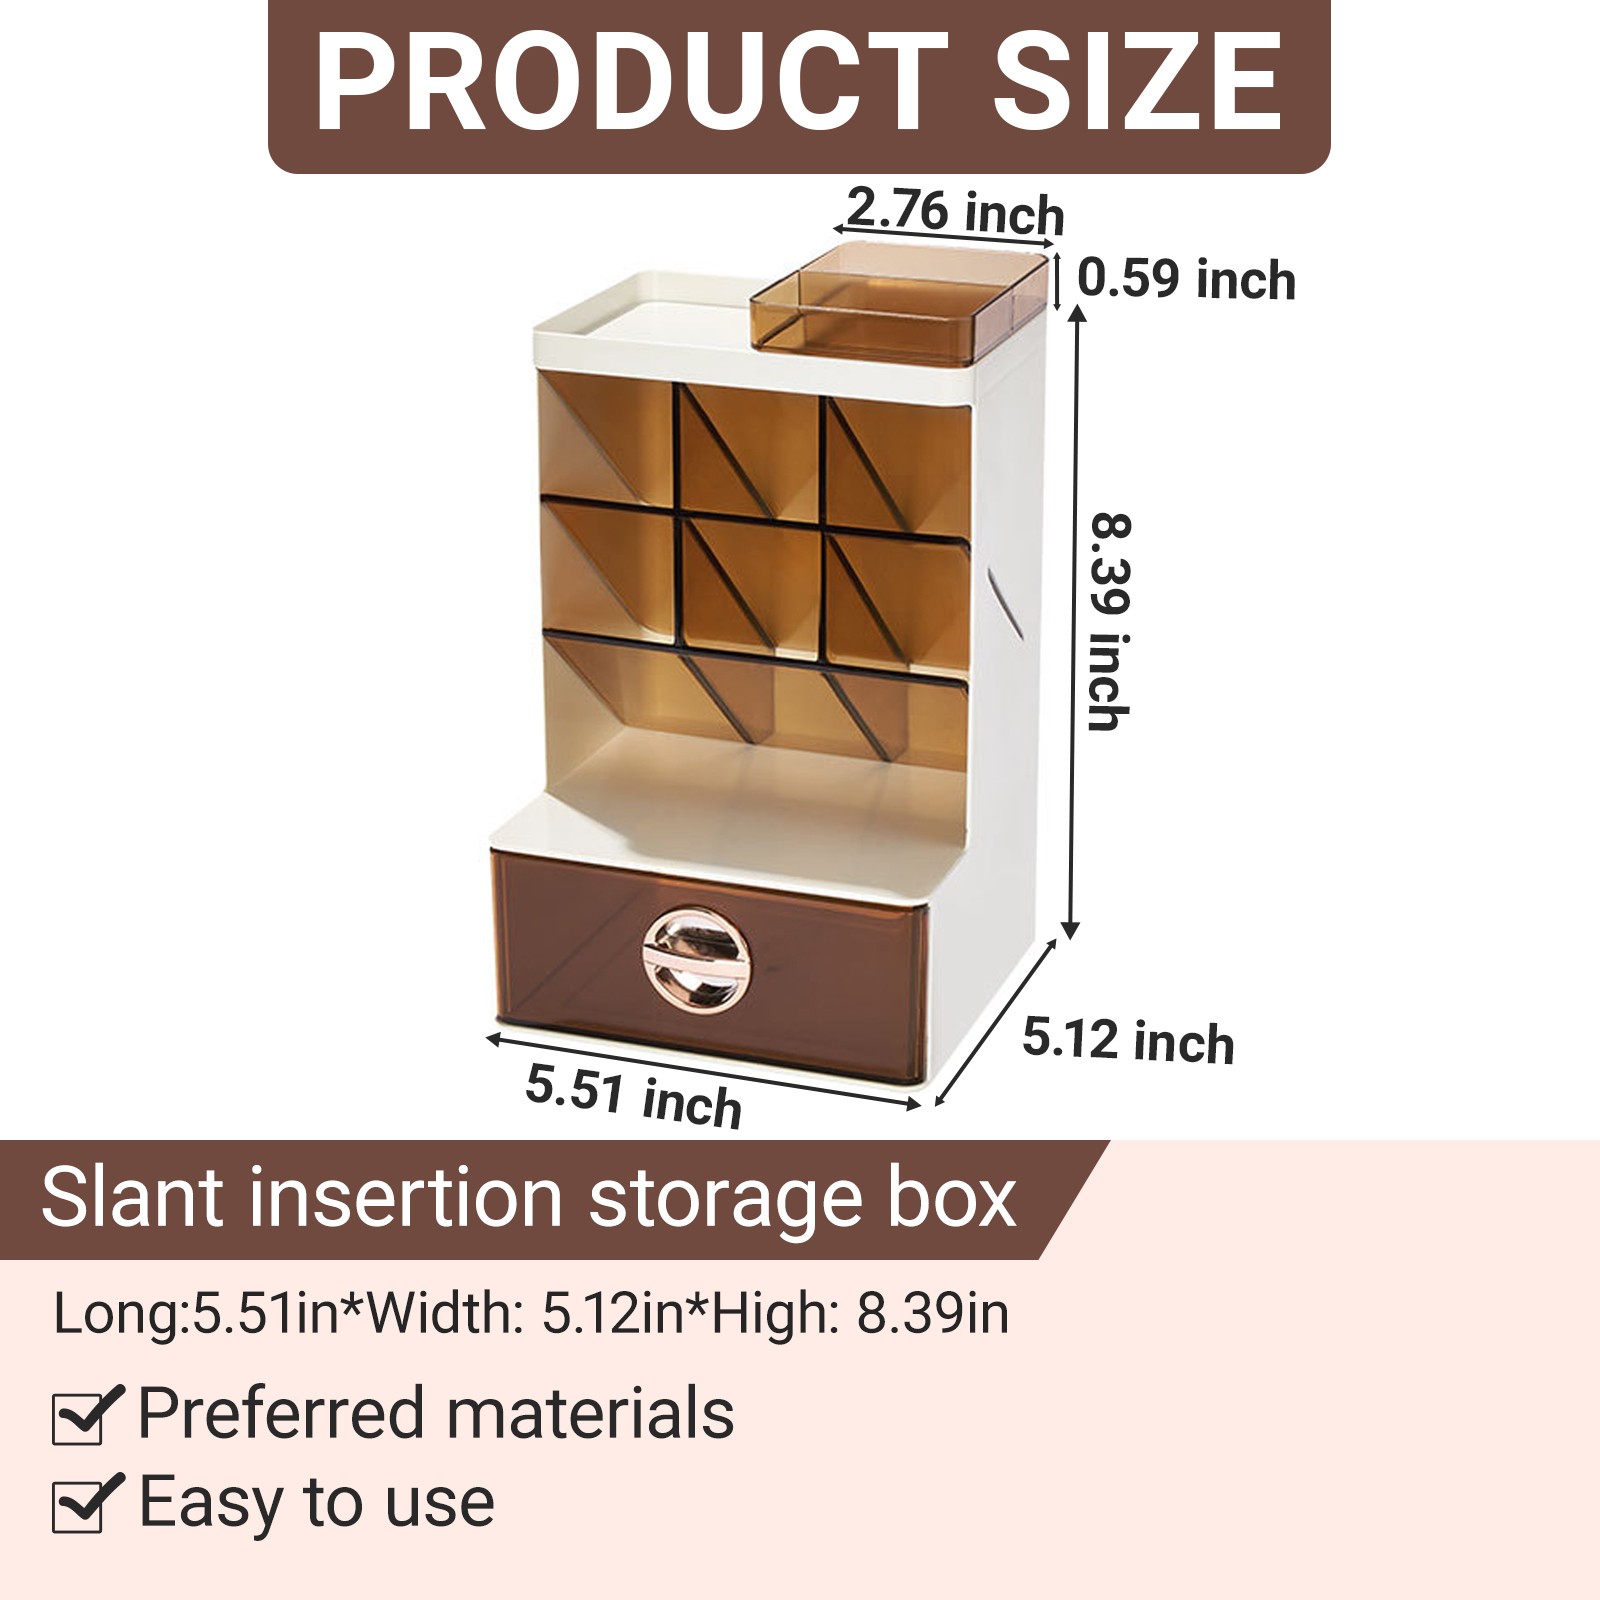 PRODUCT SIZE
2.76 inch
0.59 inch
8.39 inch
5.12 inch
5.51 inch
Slant insertion storage box
Long:5.51in*Width: 5.12in*High: 8.39in
Preferred materials
Easy to use